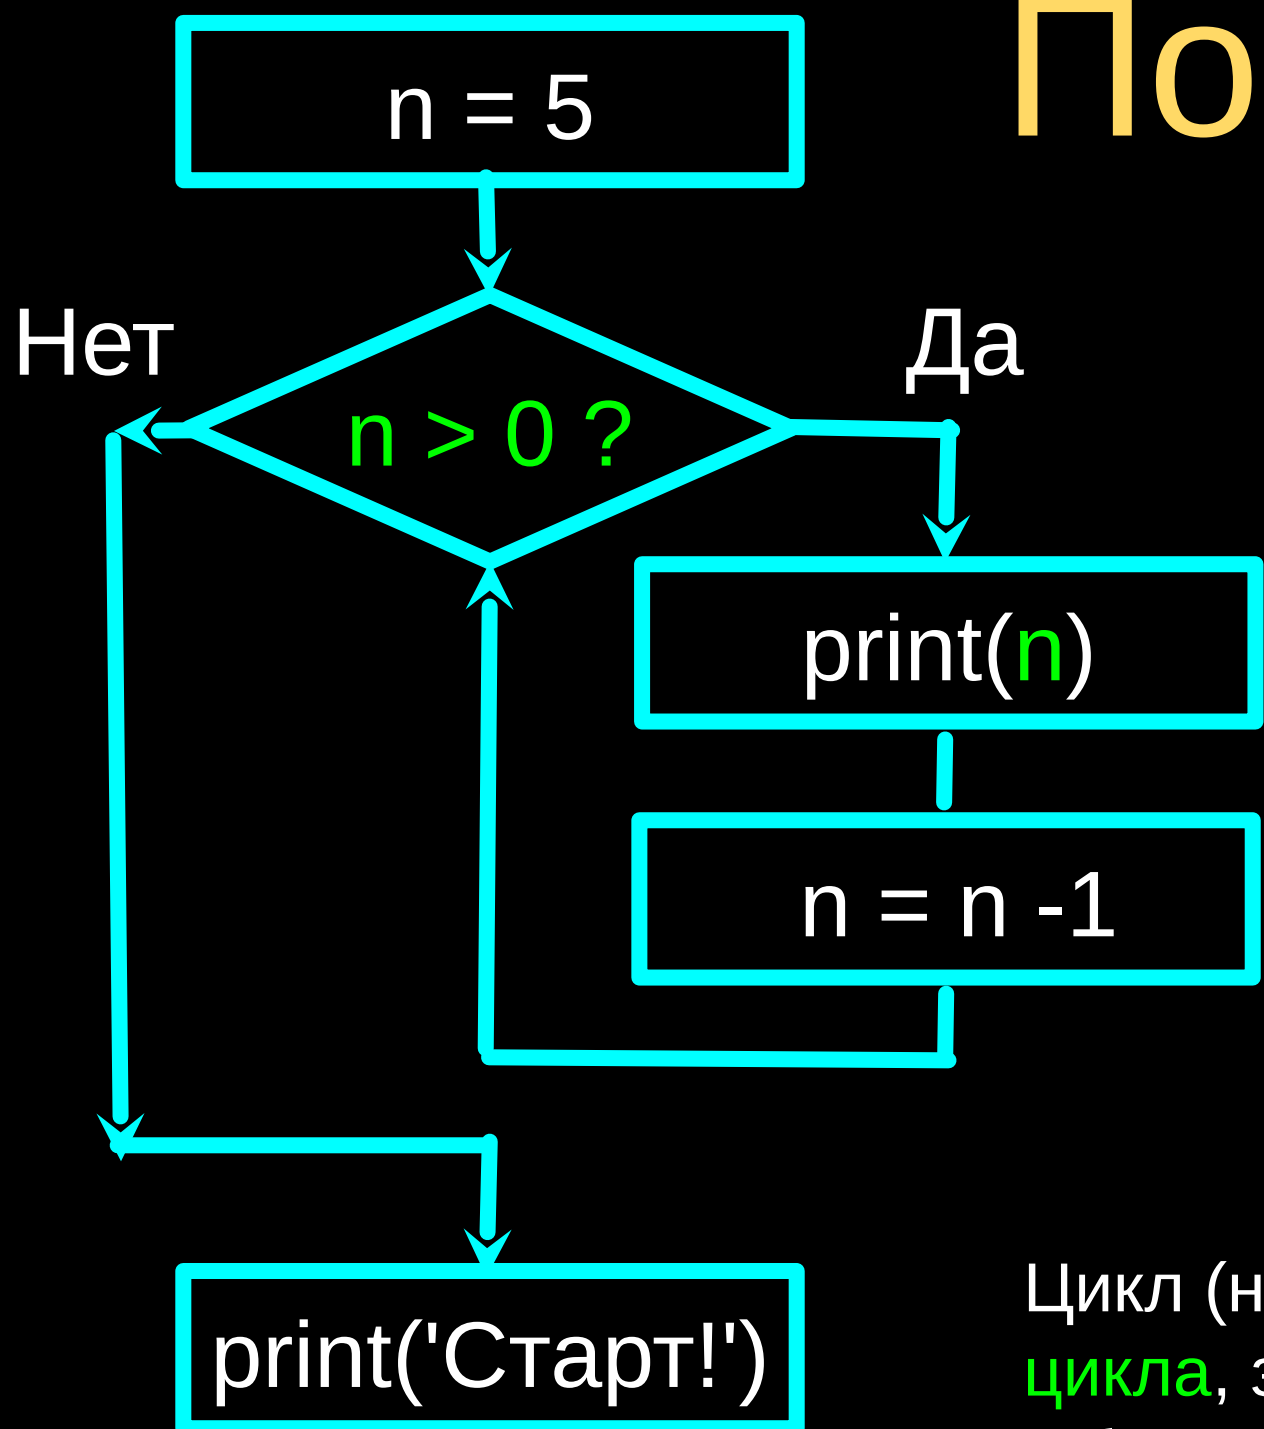 По
n = 5
Нет
Да
n > 0 ?
print(n)
n = n -1
print('Старт!')
Цикл (н
цикла, з